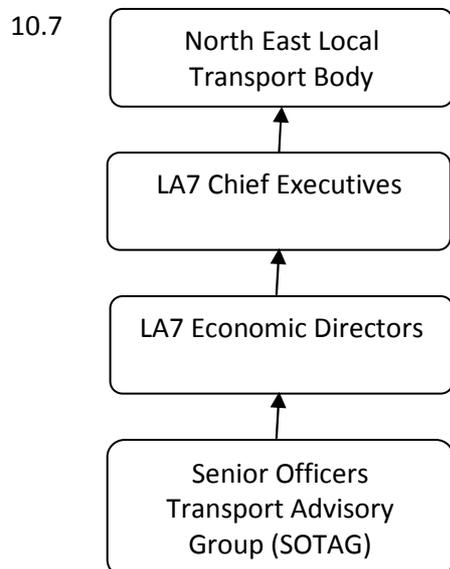 10.7
North East Local
Transport Body
LA7 Chief Executives
LA7 Economic Directors
Senior Officers
Transport Advisory
Group (SOTAG)